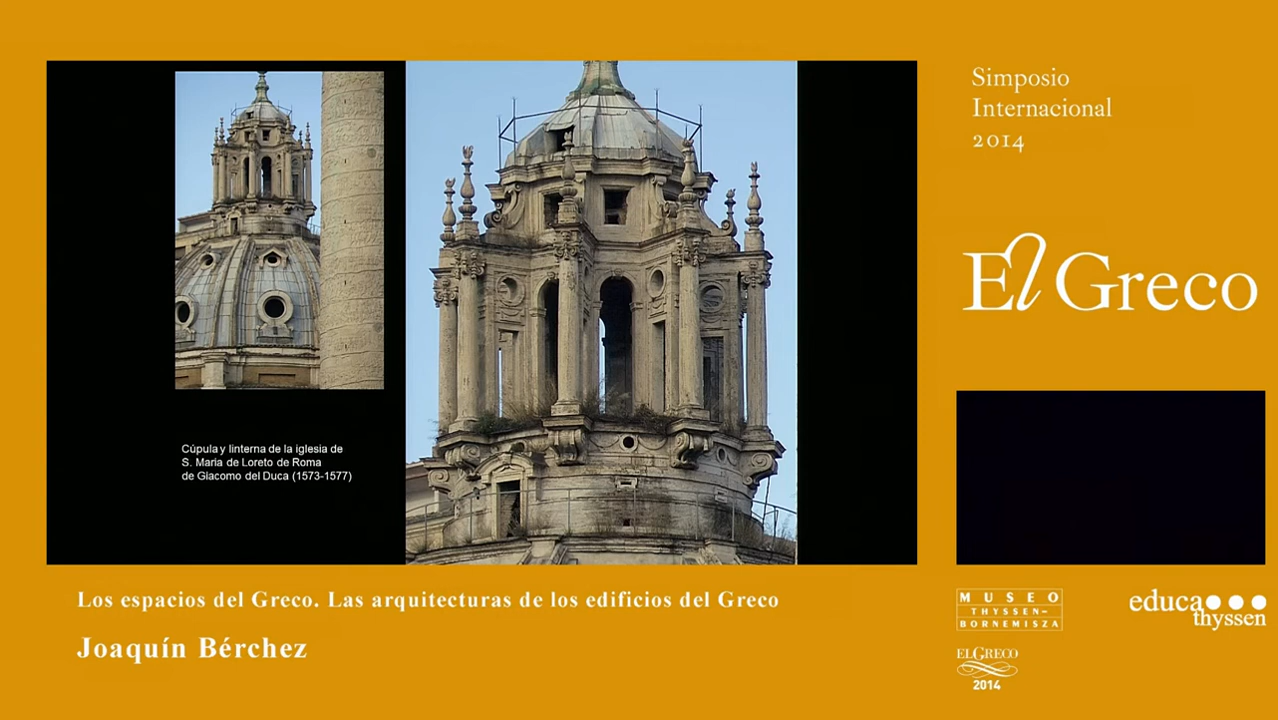 Simposio
Internacional
2014
El Greco
Cúpula y linterna de la iglesia de
S. Maria de Loreto de Roma
de Giacomo del Duca (1573-1577)
Los espacios del Greco. Las arquitecturas de los edificios del Greco
Joaquín Bérchez
MUSEO
THYSSEN-
BORNEMISZA
educa
thyssen
EL GRECO
2014